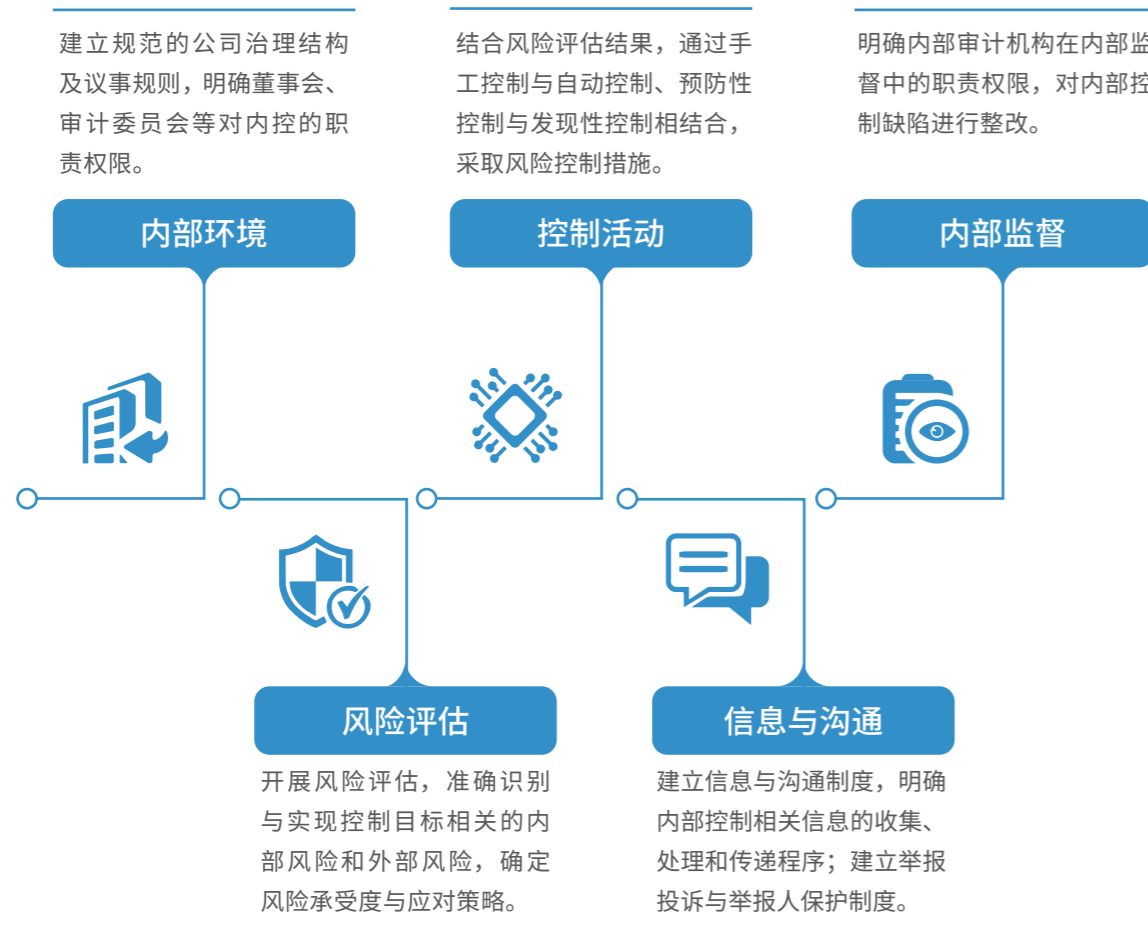 建立规范的公司治理结构
及议事规则，明确董事会、
审计委员会等对内控的职
责权限。
内部环境
结合风险评估结果，通过手
工控制与自动控制、预防性
控制与发现性控制相结合，
采取风险控制措施。
控制活动
明确内部审计机构在内部监
督中的职责权限，对内部控
制缺陷进行整改。
内部监督
风险评估
开展风险评估，准确识别
与实现控制目标相关的内
部风险和外部风险，确定
风险承受度与应对策略。
信息与沟通
建立信息与沟通制度，明确
内部控制相关信息的收集、
处理和传递程序；建立举报
投诉与举报人保护制度。